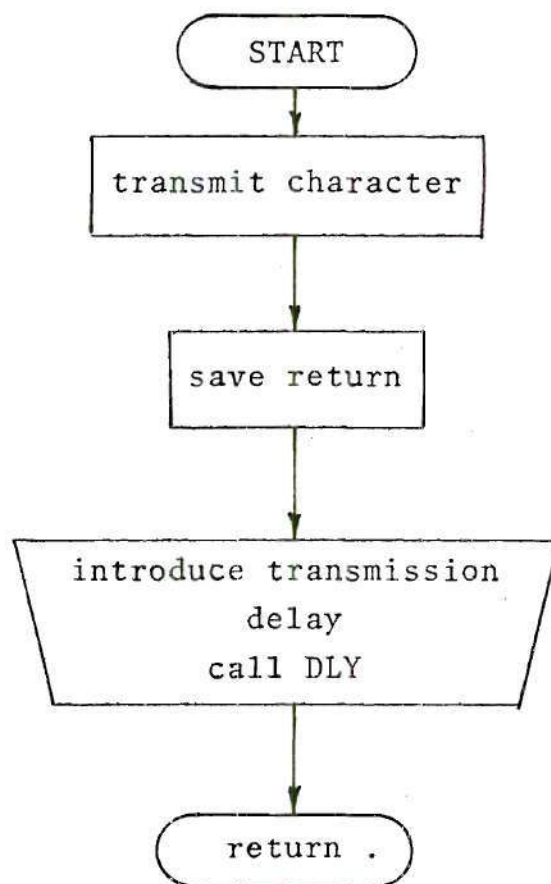 START
transmit character
save return
introduce transmission
delay
call DLY
return .